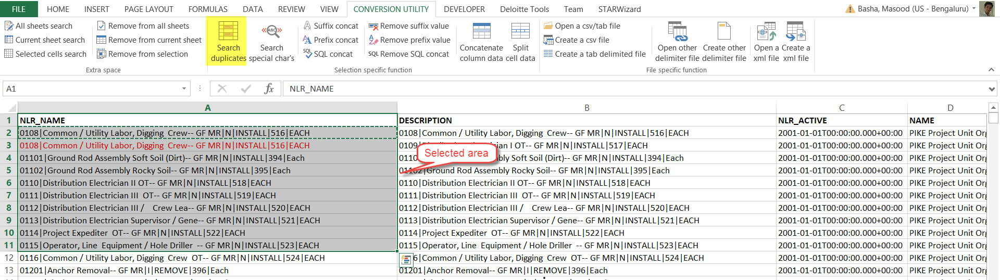 FILE HOME INSERT PAGE LAYOUT FORMULAS DATA REVIEW VIEW CONVERSION UTILITY DEVELOPER Deloitte Tools Team STARWizard Basha, Masood (US - Bengaluru)
All sheets search
Current sheet search
Selected cells search
Remove from all sheets
Remove from current sheet
Remove from selection
Extra space
Search
duplicates
ABC
Search
special char's
Suffix concat
Prefix concat
SQL SQL concat
Remove suffix value
Remove prefix value
SQL Remove SQL concat
Concatenate
column data
Split
cell data
Selection specific function
Open a csv/tab file
Create a csv file
Create a tab delimited file
Open other
delimiter file
Create other
delimiter file
Open a
xml file
Create a
xml file
File specific function
A1 fx NLR_NAME
A B C D
1 NLR_NAME DESCRIPTION NLR_ACTIVE NAME
2 0108|Common / Utility Labor, Digging  Crew-- GF MR|N|INSTALL|516|EACH 0108|Common / Utility Labor, Digging  Crew-- GF MR|N|INSTALL|516|EACH 2001-01-01T00:00:00.000+00:00 PIKE Project Unit Org
3 0108|Common / Utility Labor, Digging  Crew-- GF MR|N|INSTALL|516|EACH 0109 I OT-- GF MR|N|INSTALL|517|EACH 2001-01-01T00:00:00.000+00:00 PIKE Project Unit Org
Selected area
4 01101|Ground Rod Assembly Soft Soil (Dirt)-- GF MR|N|INSTALL|394|Each 0110 bly Soft Soil (Dirt)-- GF MR|N|INSTALL|394|Each 2001-01-01T00:00:00.000+00:00 PIKE Project Unit Org
5 01102|Ground Rod Assembly Rocky Soil-- GF MR|N|INSTALL|395|Each 01102|Ground Rod Assembly Rocky Soil-- GF MR|N|INSTALL|395|Each 2001-01-01T00:00:00.000+00:00 PIKE Project Unit Org
6 0110|Distribution Electrician II OT-- GF MR|N|INSTALL|518|EACH 0110|Distribution Electrician II OT-- GF MR|N|INSTALL|518|EACH 2001-01-01T00:00:00.000+00:00 PIKE Project Unit Org
7 0111|Distribution Electrician III  OT-- GF MR|N|INSTALL|519|EACH 0111|Distribution Electrician III  OT-- GF MR|N|INSTALL|519|EACH 2001-01-01T00:00:00.000+00:00 PIKE Project Unit Org
8 0112|Distribution Electrician III /    Crew Lea-- GF MR|N|INSTALL|520|EACH 0112|Distribution Electrician III /    Crew Lea-- GF MR|N|INSTALL|520|EACH 2001-01-01T00:00:00.000+00:00 PIKE Project Unit Org
9 0113|Distribution Electrician Supervisor / Gene-- GF MR|N|INSTALL|521|EACH 0113|Distribution Electrician Supervisor / Gene-- GF MR|N|INSTALL|521|EACH 2001-01-01T00:00:00.000+00:00 PIKE Project Unit Org
10 0114|Project Expediter  OT-- GF MR|N|INSTALL|522|EACH 0114|Project Expediter  OT-- GF MR|N|INSTALL|522|EACH 2001-01-01T00:00:00.000+00:00 PIKE Project Unit Org
11 0115|Operator, Line  Equipment / Hole Driller  -- GF MR|N|INSTALL|523|EACH 0115|Operator, Line  Equipment / Hole Driller  -- GF MR|N|INSTALL|523|EACH 2001-01-01T00:00:00.000+00:00 PIKE Project Unit Org
12 0116|Common / Utility Labor, Digging  Crew  OT-- GF MR|N|INSTALL|524|EACH 6|Common / Utility Labor, Digging  Crew  OT-- GF MR|N|INSTALL|524|EACH 2001-01-01T00:00:00.000+00:00 PIKE Project Unit Org
13 01201|Anchor Removal-- GF MR|I|REMOVE|396|Each 01201|Anchor Removal-- GF MR|I|REMOVE|396|Each 2001-01-01T00:00:00.000+00:00 PIKE Project Unit Org